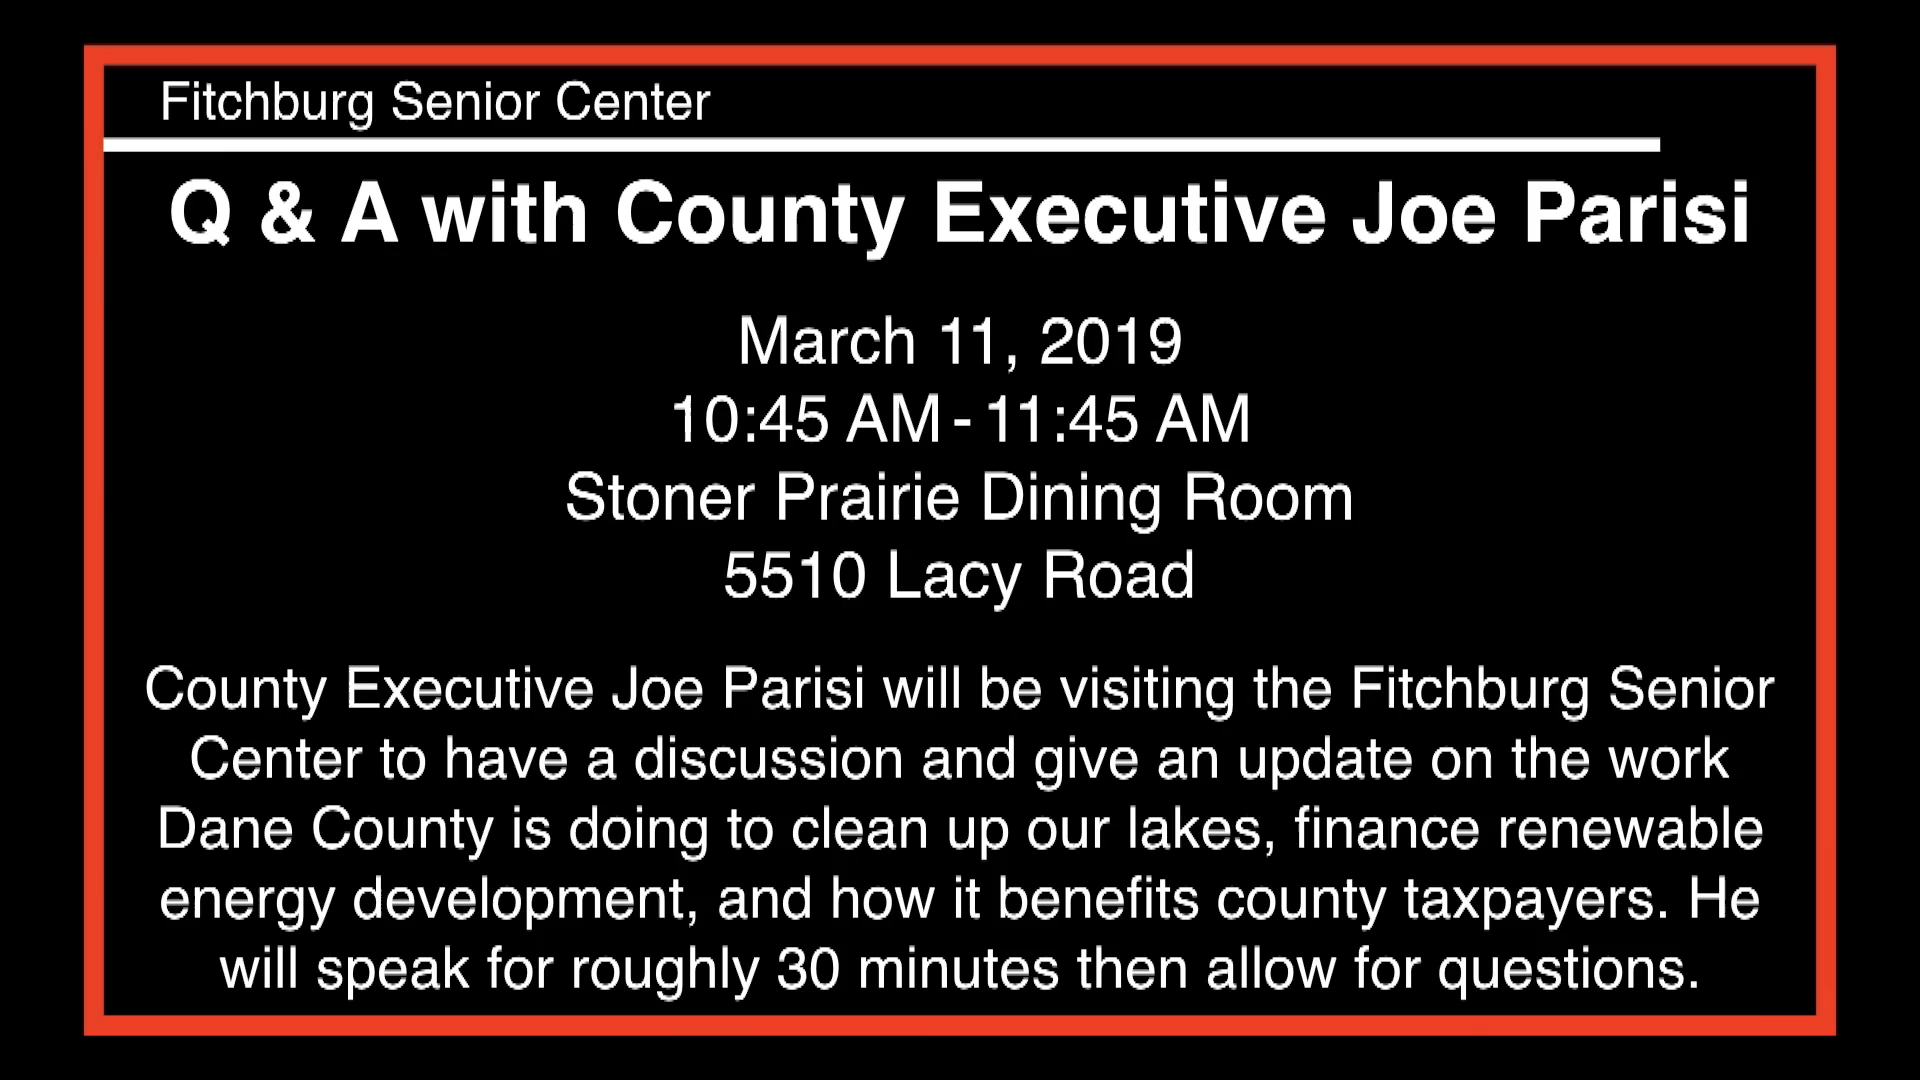 Fitchburg Senior Center
Q & A with County Executive Joe Parisi
March 11, 2019
10:45 AM - 11:45 AM
Stoner Prairie Dining Room
5510 Lacy Road
County Executive Joe Parisi will be visiting the Fitchburg Senior
Center to have a discussion and give an update on the work
Dane County is doing to clean up our lakes, finance renewable
energy development, and how it benefits county taxpayers. He
will speak for roughly 30 minutes then allow for questions.